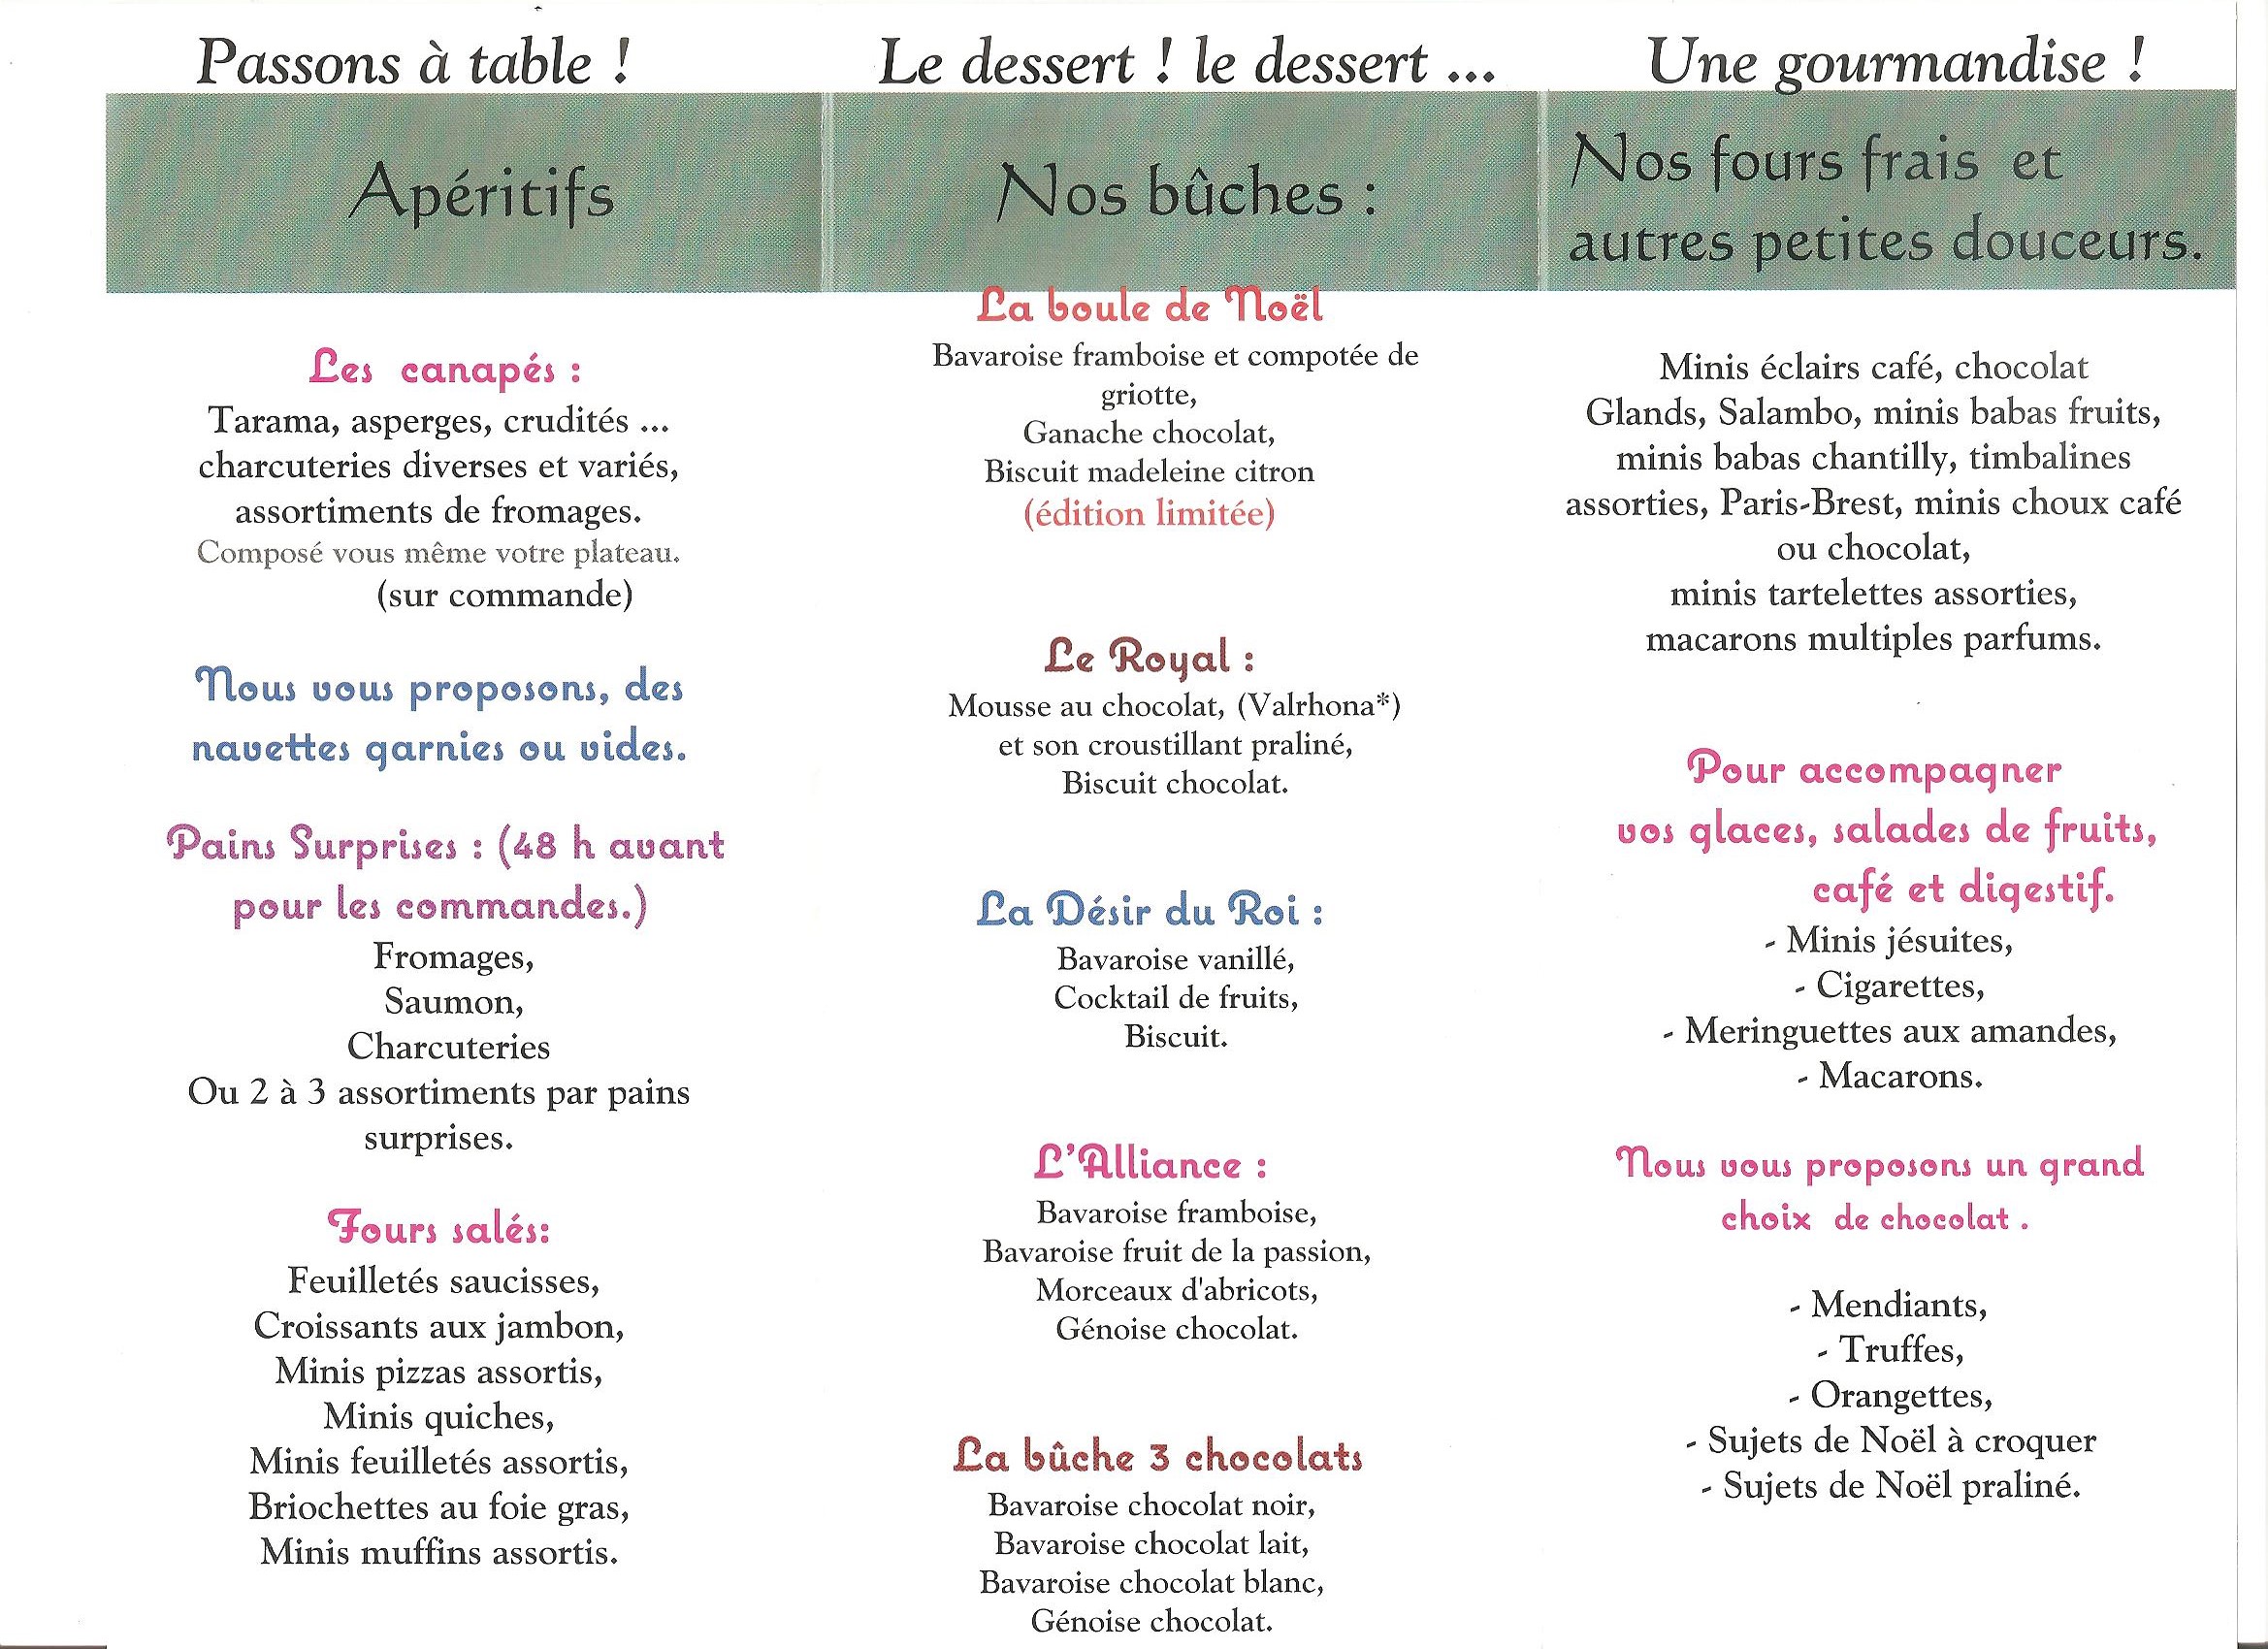 Passons à table !
Apéritifs
Les canapés :
Tarama, asperges, crudités ...
charcuteries diverses et variés,
assortiments de fromages.
Composé vous même votre plateau.
(sur commande)
Nous vous proposons, des
navettes garnies ou vides.
Pains Surprises : (48 h avant
pour les commandes.)
Fromages,
Saumon,
Charcuteries
Ou 2 à 3 assortiments par pains
surprises.
Fours salés:
Feuilletés saucisses,
Croissants aux jambon,
Minis pizzas assortis,
Minis quiches,
Minis feuilletés assortis,
Briochettes au foie gras,
Minis muffins assortis.
Le dessert ! le dessert ...
Nos bûches :
La boule de Noël
Bavaroise framboise et compotée de
griotte,
Ganache chocolat,
Biscuit madeleine citron
(édition limitée)
Le Royal :
Mousse au chocolat, (Valrhona*)
et son croustillant praliné,
Biscuit chocolat.
La Désir du Roi :
Bavaroise vanillé,
Cocktail de fruits,
Biscuit.
L'Alliance :
Bavaroise framboise,
Bavaroise fruit de la passion,
Morceaux d'abricots,
Génoise chocolat.
La bûche 3 chocolats
Bavaroise chocolat noir,
Bavaroise chocolat lait,
Bavaroise chocolat blanc,
Génoise chocolat.
Une gourmandise !
Nos fours frais et
autres petites douceurs.
Minis éclairs café, chocolat
Glands, Salambo, minis babas fruits,
minis babas chantilly, timbalines
assorties, Paris-Brest, minis choux café
ou chocolat,
minis tartelettes assorties,
macarons multiples parfums.
Pour accompagner
vos glaces, salades de fruits,
café et digestif.
- Minis jésuites,
- Cigarettes,
- Meringuettes aux amandes,
- Macarons.
Nous vous proposons un grand
choix de chocolat .
- Mendiants,
- Truffes,
- Orangettes,
- Sujets de Noël à croquer
- Sujets de Noël praliné.